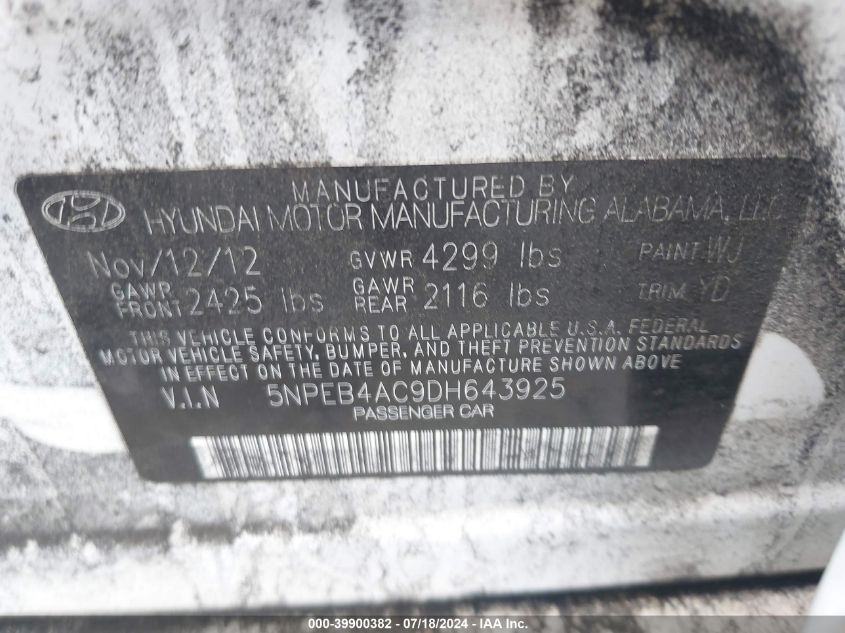 MANUFACTURED BY
HYUNDAI MOTOR MANUFACTURING ALABAMA, LLC
Nov/12/12 GVWR 4299 lbs PAINT WJ
GAWR FRONT 2425 lbs GAWR REAR 2116 lbs TRIM YD
THIS VEHICLE CONFORMS TO ALL APPLICABLE U.S.A. FEDERAL
MOTOR VEHICLE SAFETY, BUMPER, AND THEFT PREVENTION STANDARDS
IN EFFECT ON THE DATE OF MANUFACTURE SHOWN ABOVE
V.I.N 5NPEB4AC9DH643925
PASSENGER CAR
000-39900382 - 07/18/2024 - IAA Inc.